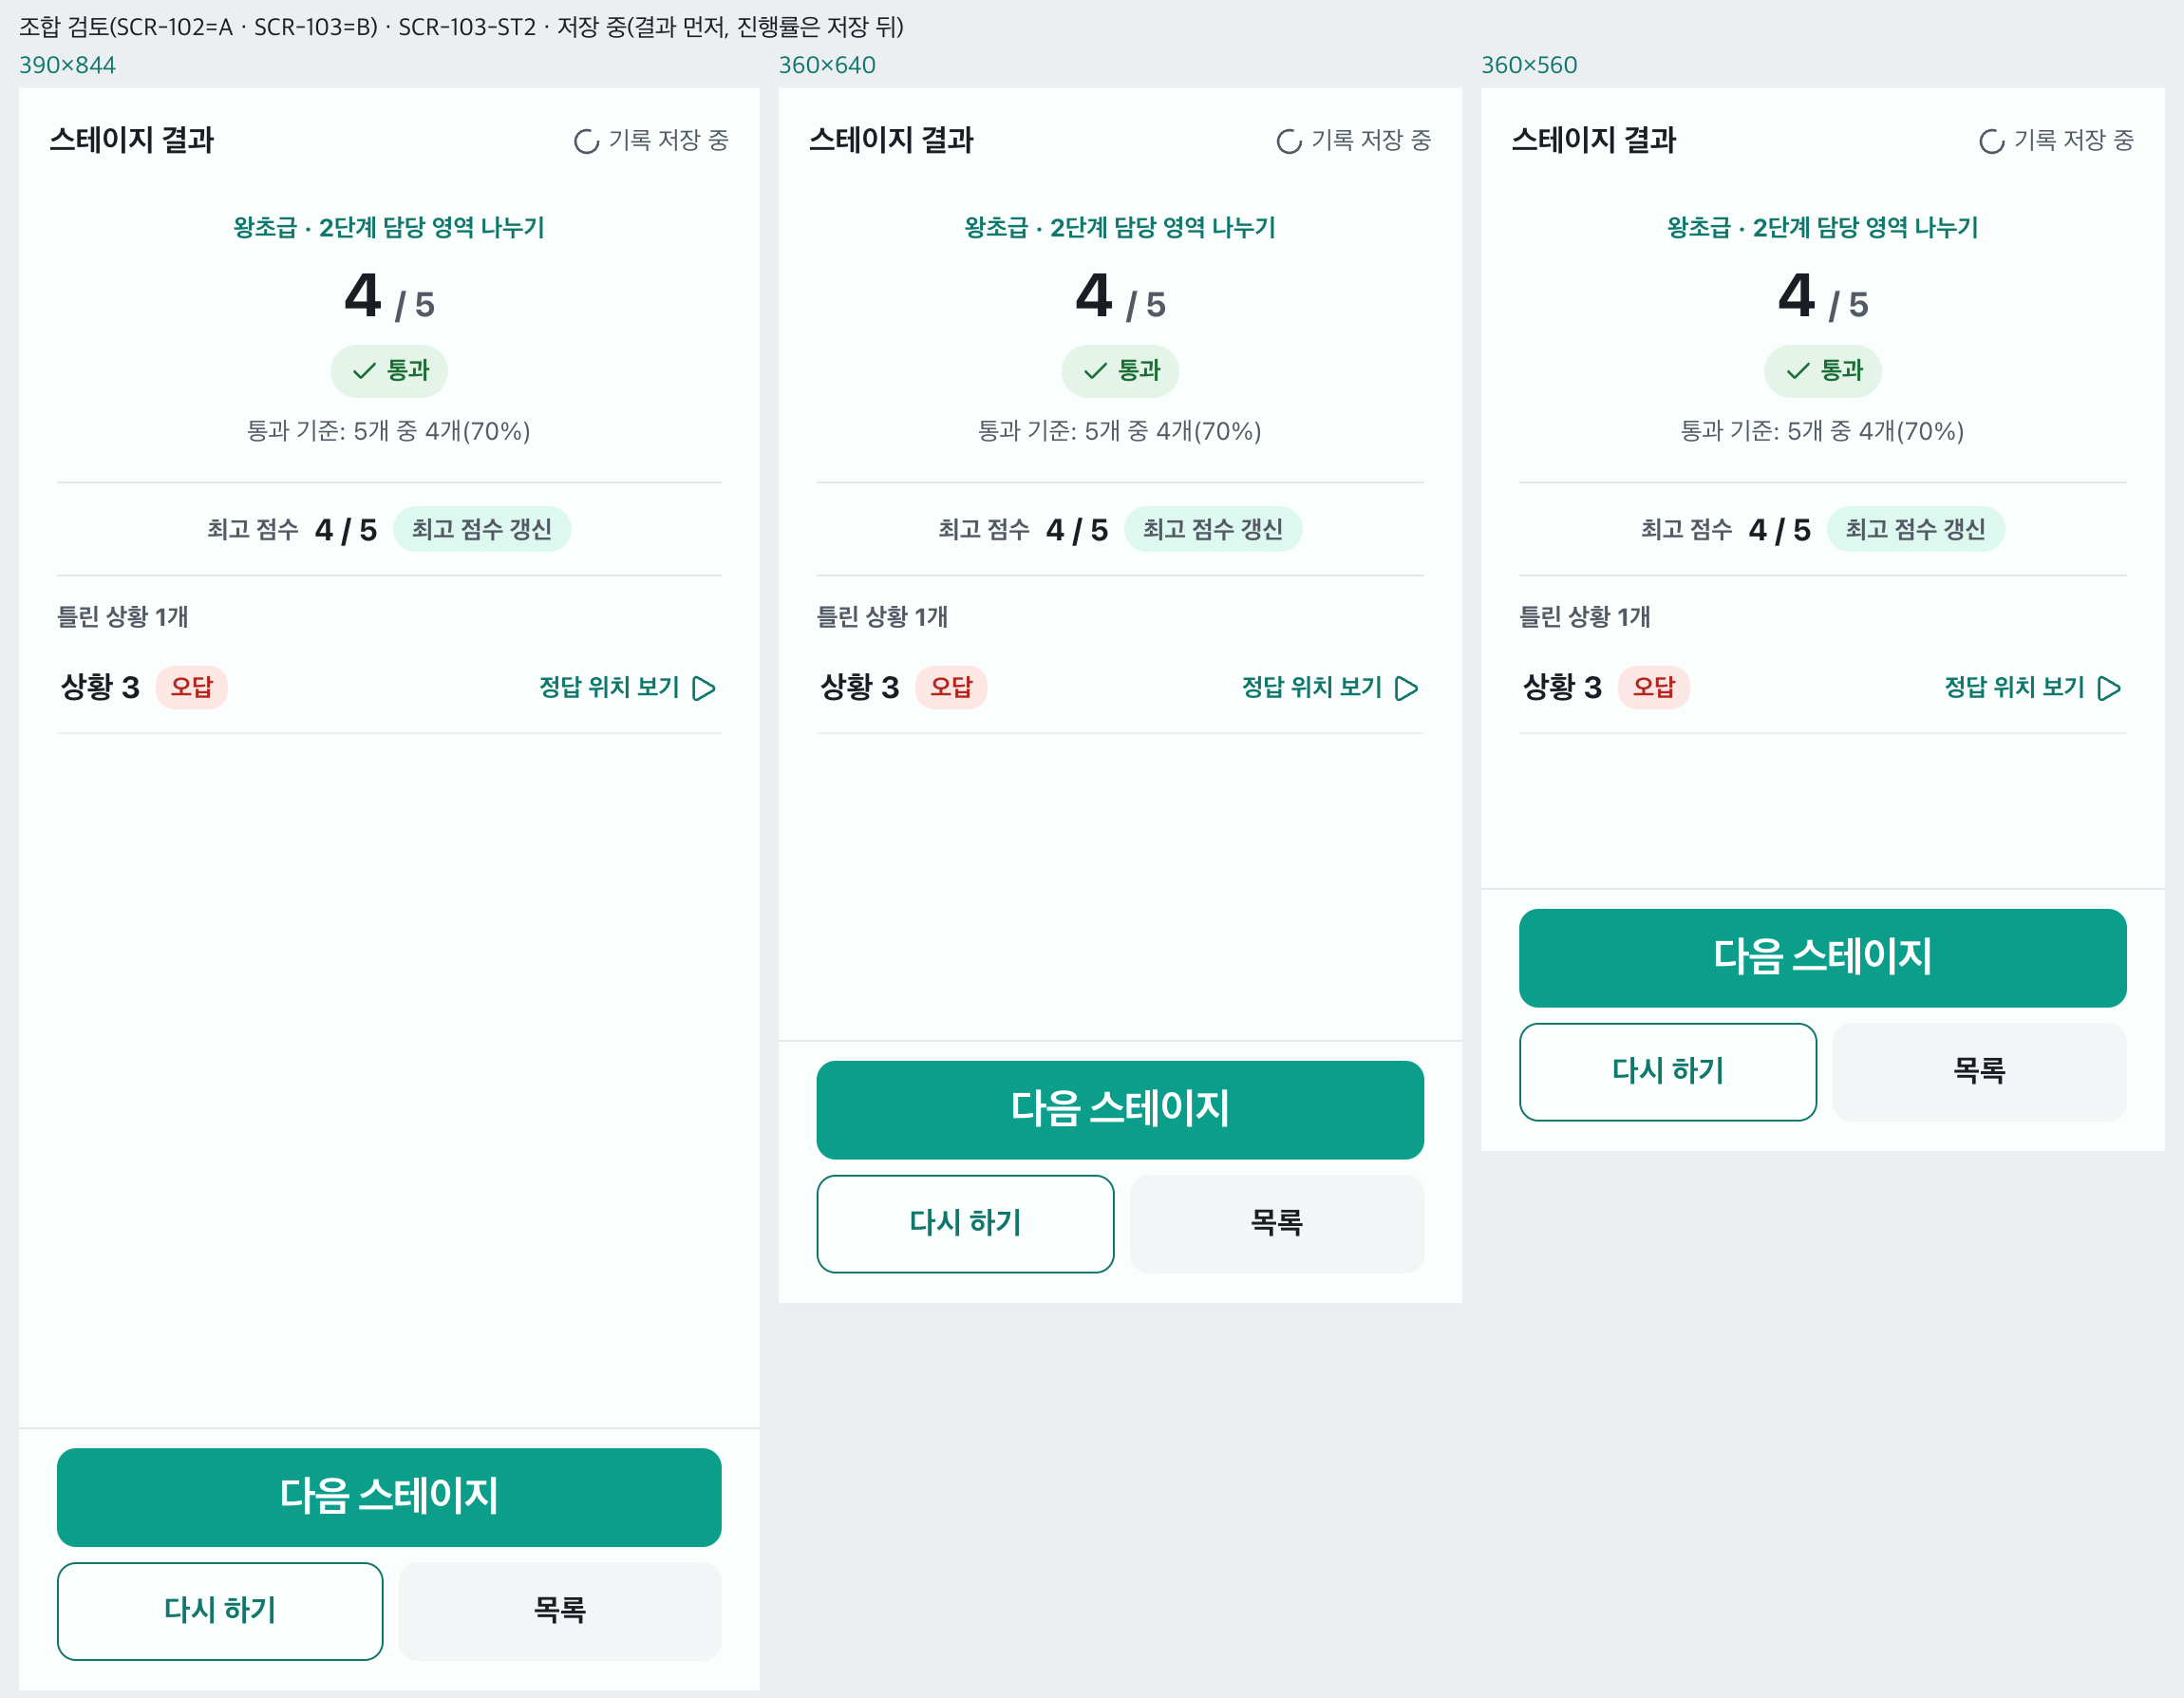 조합 검토(SCR-102=A · SCR-103=B) · SCR-103-ST2 · 저장 중(결과 먼저, 진행률은 저장 뒤)
390×844
스테이지 결과
기록 저장 중
왕초급 · 2단계 담당 영역 나누기
4 / 5
통과
통과 기준: 5개 중 4개(70%)
최고 점수 4 / 5 최고 점수 갱신
틀린 상황 1개
상황 3 오답 정답 위치 보기
다음 스테이지
다시 하기
목록
360×640
스테이지 결과
기록 저장 중
왕초급 · 2단계 담당 영역 나누기
4 / 5
통과
통과 기준: 5개 중 4개(70%)
최고 점수 4 / 5 최고 점수 갱신
틀린 상황 1개
상황 3 오답 정답 위치 보기
다음 스테이지
다시 하기
목록
360×560
스테이지 결과
기록 저장 중
왕초급 · 2단계 담당 영역 나누기
4 / 5
통과
통과 기준: 5개 중 4개(70%)
최고 점수 4 / 5 최고 점수 갱신
틀린 상황 1개
상황 3 오답 정답 위치 보기
다음 스테이지
다시 하기
목록